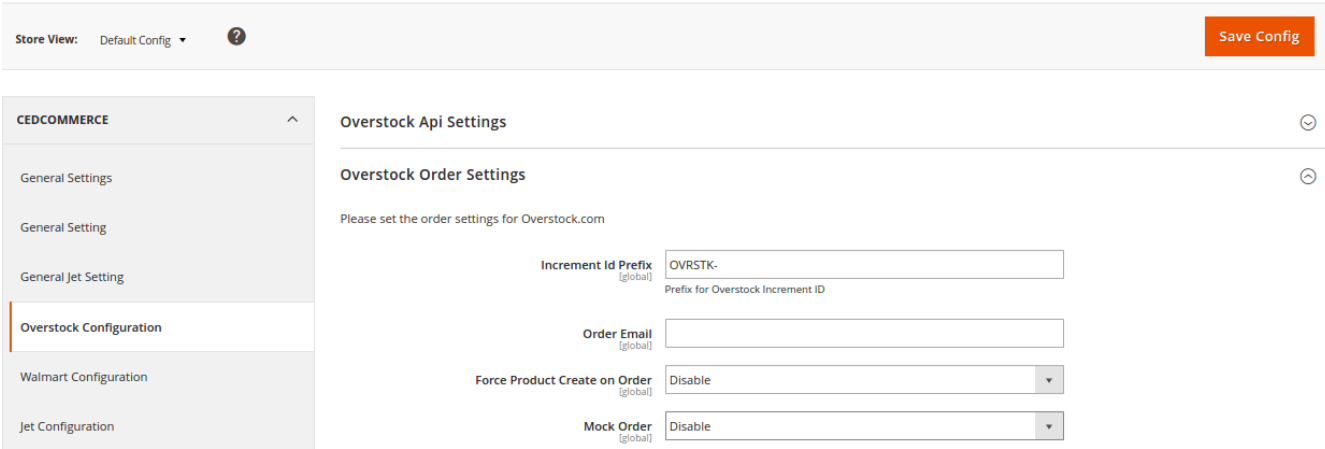 Store View: Default Config ?
Save Config
CEDCOMMERCE
General Settings
General Setting
General Jet Setting
Overstock Configuration
Walmart Configuration
Jet Configuration
Overstock Api Settings
Overstock Order Settings
Please set the order settings for Overstock.com
Increment Id Prefix OVRSTK-
[global]
Prefix for Overstock Increment ID
Order Email
[global]
Force Product Create on Order Disable
[global]
Mock Order Disable
[global]